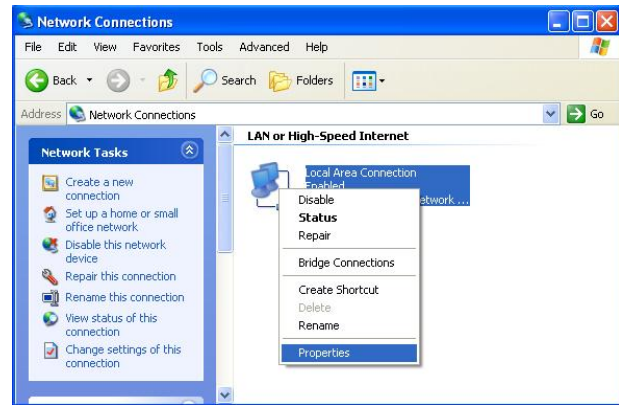 Network Connections
File Edit View Favorites Tools Advanced Help
Back Search Folders
Address Network Connections Go
Network Tasks
Create a new
connection
Set up a home or small
office network
Disable this network
device
Repair this connection
Rename this connection
View status of this
connection
Change settings of this
connection
LAN or High-Speed Internet
Local Area Connection
Enabled
etwork ...
Disable
Status
Repair
Bridge Connections
Create Shortcut
Delete
Rename
Properties